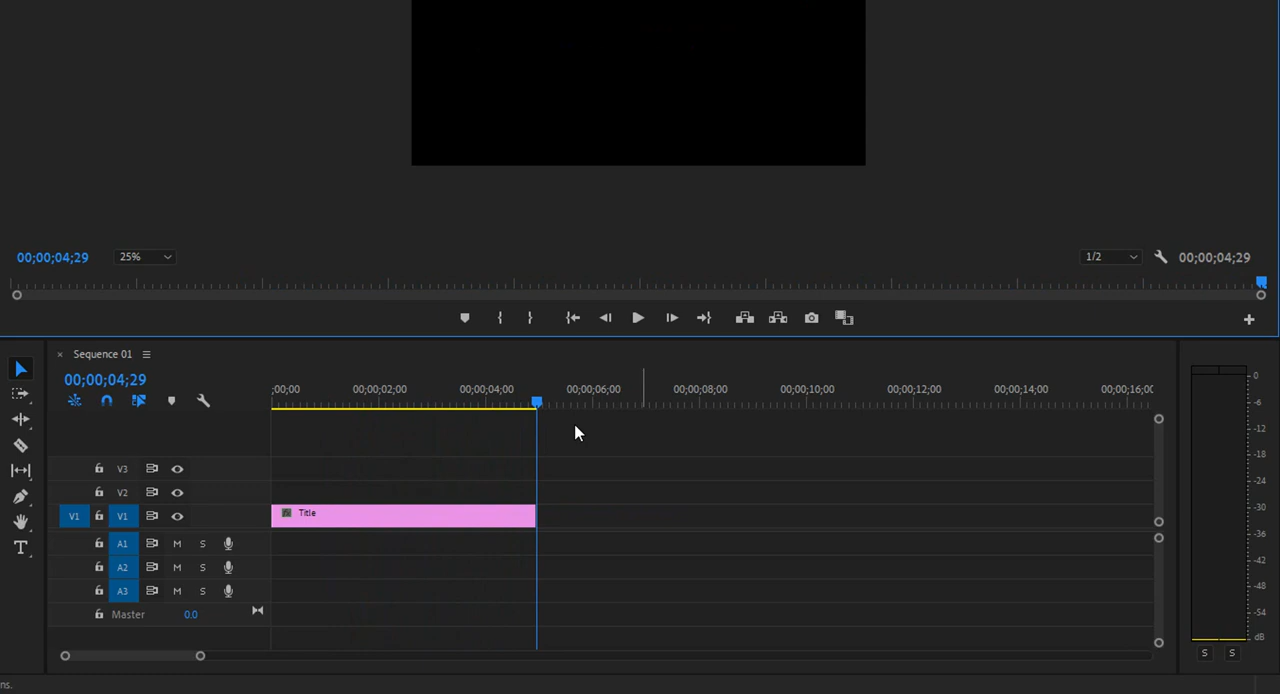 00;00;04;29 25% 1/2 00;00;04;29
× Sequence 01
00;00;04;29
;00;00 00;00;02;00 00;00;04;00 00;00;06;00 00;00;08;00 00;00;10;00 00;00;12;00 00;00;14;00 00;00;16;00
V3
V2
V1 V1 Title
A1 M S
A2 M S
A3 M S
Master 0.0
T
0
-6
-12
-18
-24
-30
-36
-42
-48
-54
dB
S S
ns.